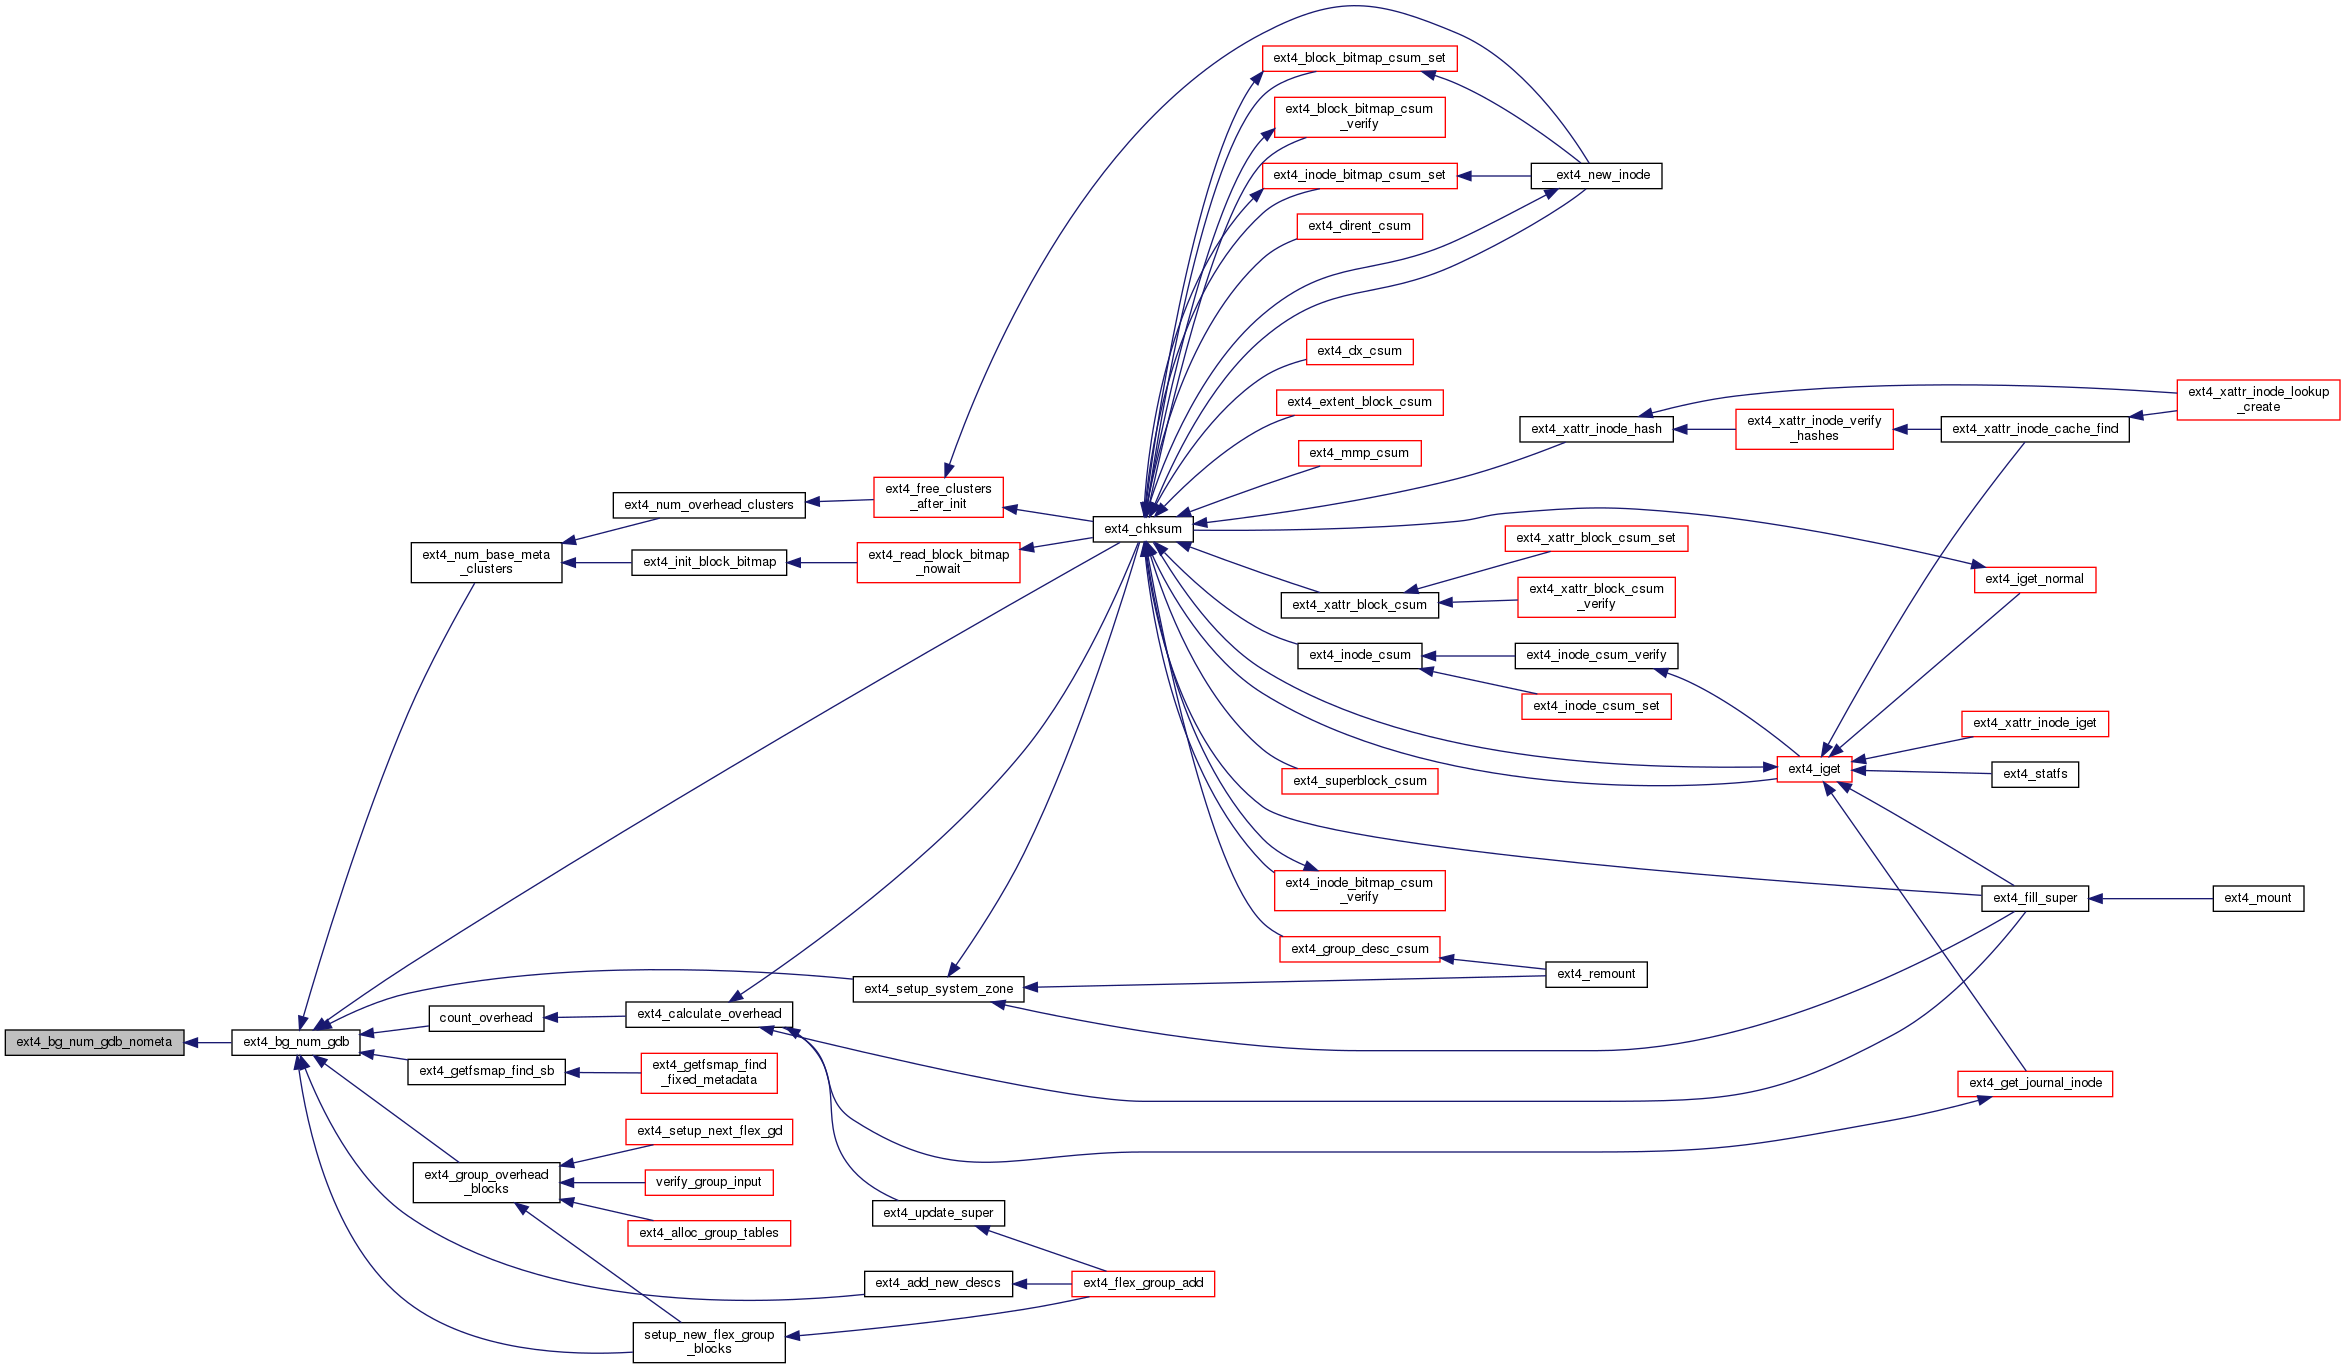 ext4_block_bitmap_csum_set
ext4_block_bitmap_csum
_verify
ext4_inode_bitmap_csum_set
__ext4_new_inode
ext4_dirent_csum
ext4_dx_csum
ext4_extent_block_csum
ext4_mmp_csum
ext4_xattr_inode_hash
ext4_xattr_inode_verify
_hashes
ext4_xattr_inode_cache_find
ext4_xattr_inode_lookup
_create
ext4_num_overhead_clusters
ext4_free_clusters
_after_init
ext4_chksum
ext4_num_base_meta
_clusters
ext4_init_block_bitmap
ext4_read_block_bitmap
_nowait
ext4_xattr_block_csum_set
ext4_xattr_block_csum
ext4_xattr_block_csum
_verify
ext4_iget_normal
ext4_inode_csum
ext4_inode_csum_verify
ext4_inode_csum_set
ext4_xattr_inode_iget
ext4_superblock_csum
ext4_iget
ext4_statfs
ext4_inode_bitmap_csum
_verify
ext4_fill_super
ext4_mount
ext4_group_desc_csum
ext4_remount
ext4_setup_system_zone
count_overhead
ext4_calculate_overhead
ext4_bg_num_gdb_nometa
ext4_bg_num_gdb
ext4_getfsmap_find_sb
ext4_getfsmap_find
_fixed_metadata
ext4_get_journal_inode
ext4_setup_next_flex_gd
ext4_group_overhead
_blocks
verify_group_input
ext4_alloc_group_tables
ext4_update_super
ext4_add_new_descs
ext4_flex_group_add
setup_new_flex_group
_blocks